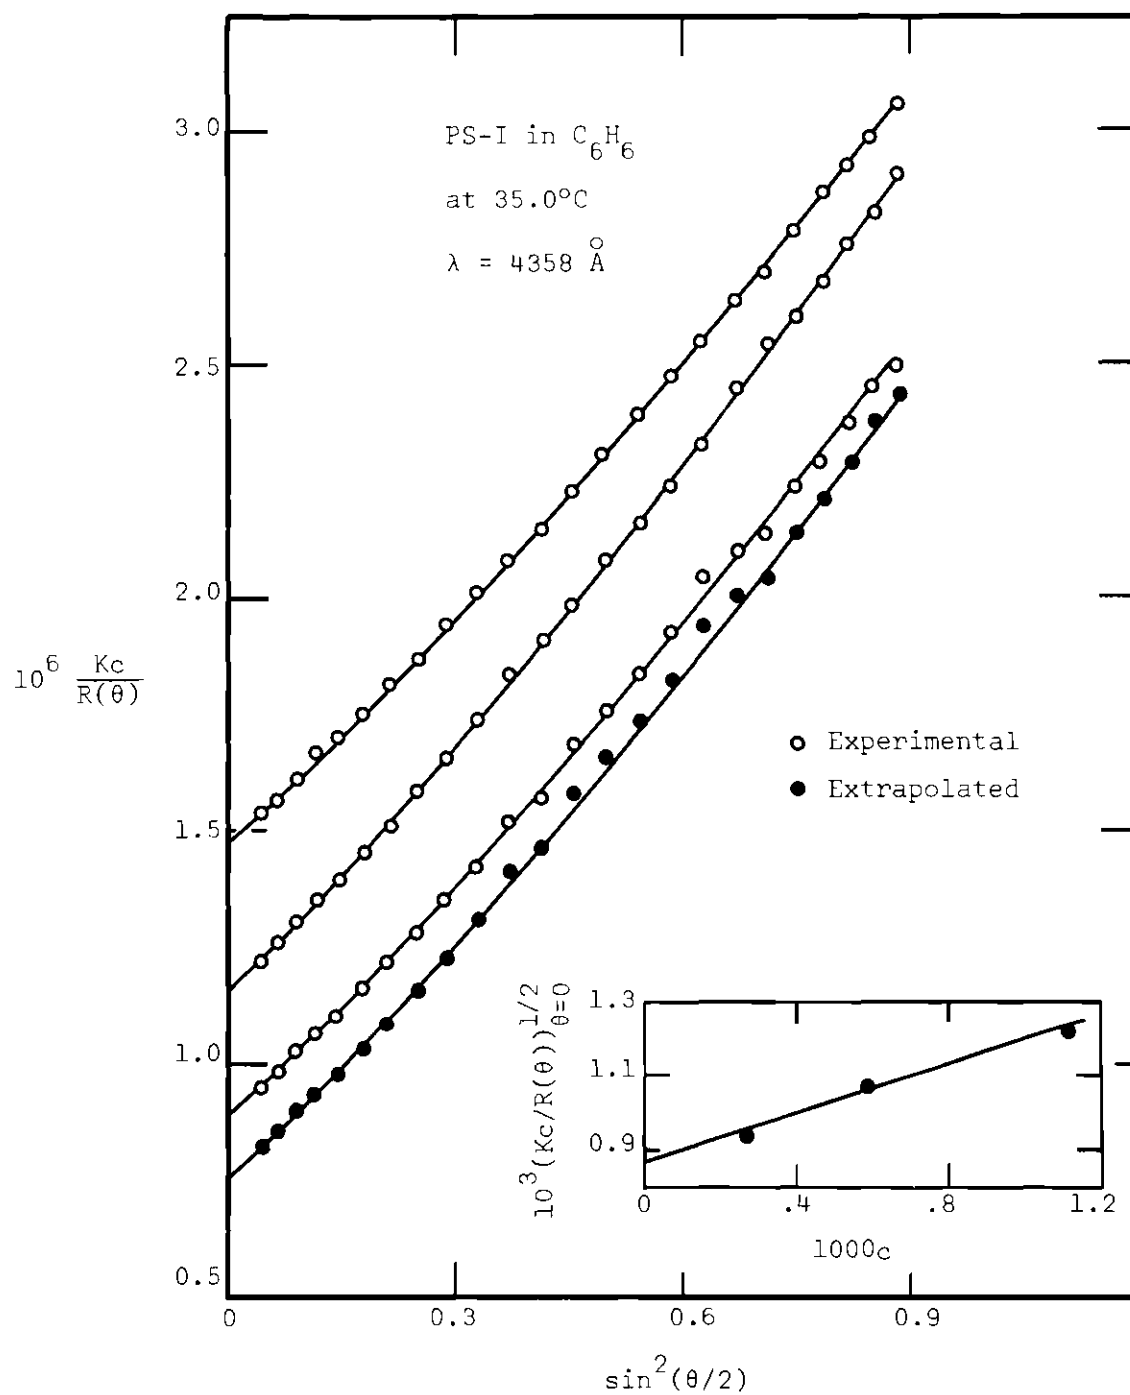 PS-I in C6H6
at 35.0°C
λ = 4358 Å
3.0
2.5
2.0
1.5
1.0
0.5
10^6 Kc/R(θ)
○ Experimental
● Extrapolated
10^3(Kc/R(θ))^1/2 θ=0
1.3
1.1
0.9
0 .4 .8 1.2
1000c
0 0.3 0.6 0.9
sin^2(θ/2)